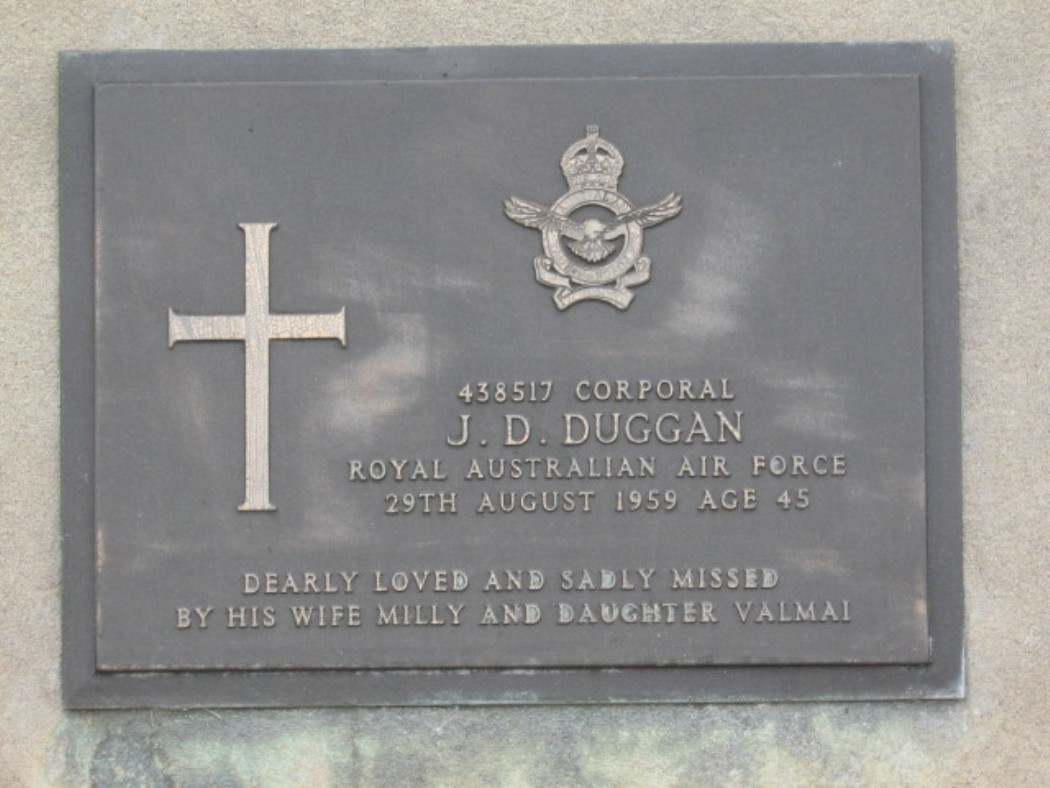 438517 CORPORAL
J. D. DUGGAN
ROYAL AUSTRALIAN AIR FORCE
29TH AUGUST 1959 AGE 45
DEARLY LOVED AND SADLY MISSED
BY HIS WIFE MILLY AND DAUGHTER VALMAI